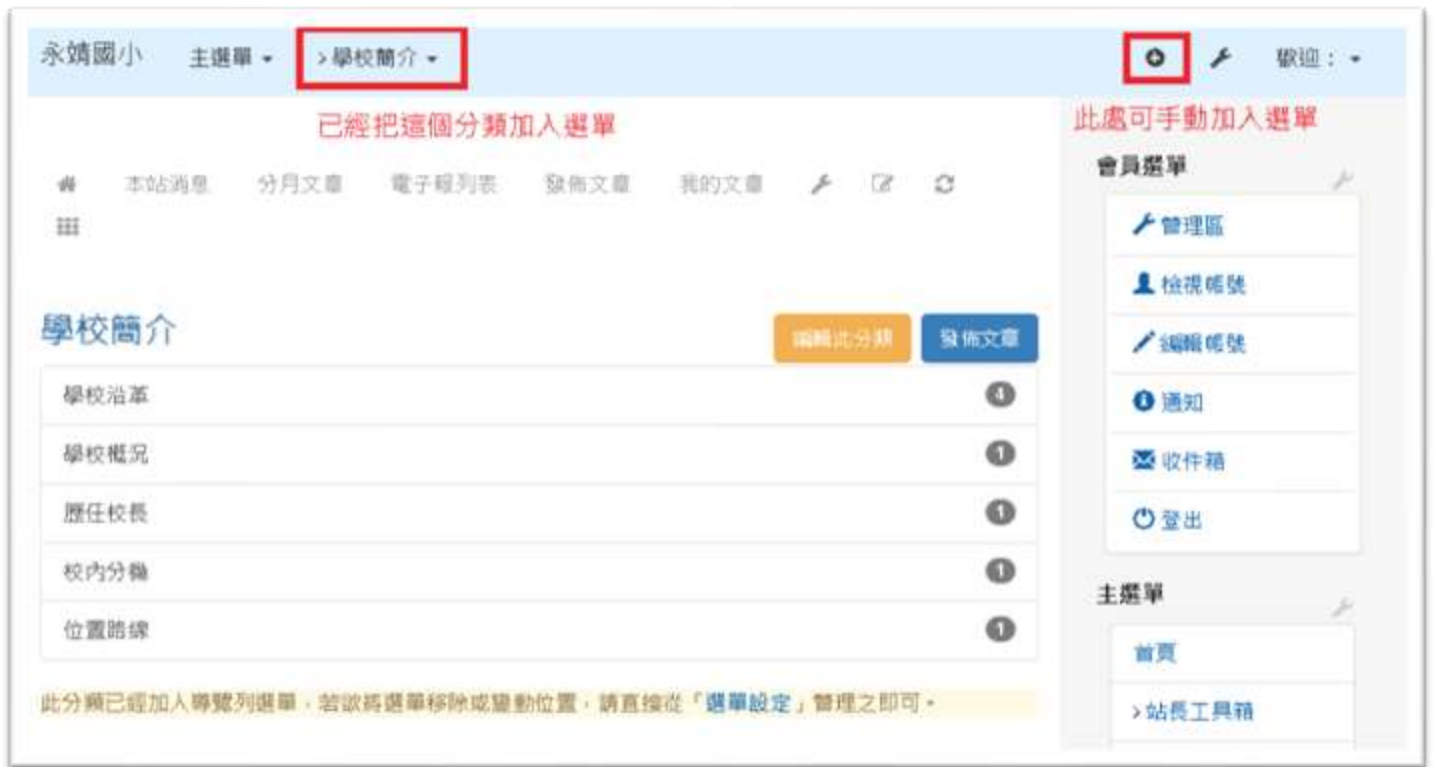 永靖國小 主選單 >學校簡介 歡迎：
已經把這個分類加入選單
此處可手動加入選單
本站消息 分月文章 電子報列表 發佈文章 我的文章
學校簡介
編輯此分類 發佈文章
學校沿革 4
學校概況 1
歷任校長 1
校內分機 1
位置路線 1
此分類已經加入導覽列選單，若欲將選單移除或變動位置，請直接從「選單設定」管理之即可。
會員選單
管理區
檢視帳號
編輯帳號
通知
收件箱
登出
主選單
首頁
>站長工具箱